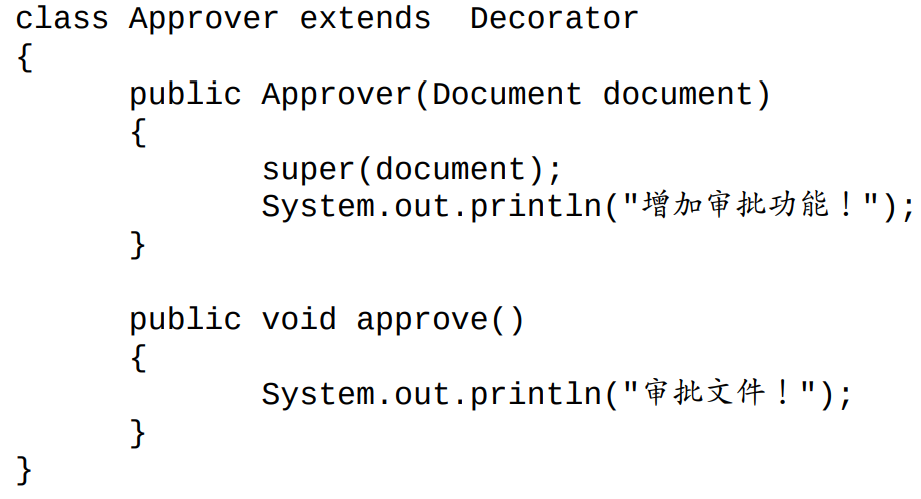 class Approver extends  Decorator
{
       public Approver(Document document)
       {
              super(document);
              System.out.println("增加审批功能！");
       }

       public void approve()
       {
              System.out.println("审批文件！");
       }
}